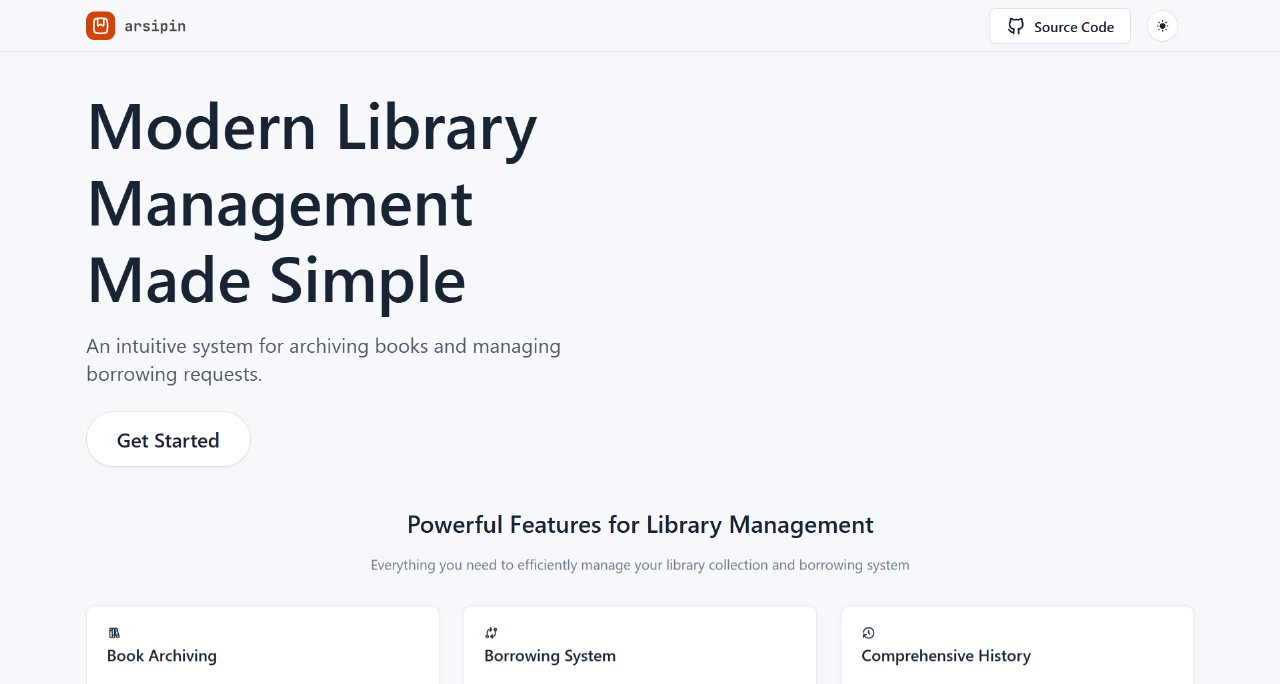 arsipin
Source Code
Modern Library
Management
Made Simple
An intuitive system for archiving books and managing
borrowing requests.
Get Started
Powerful Features for Library Management
Everything you need to efficiently manage your library collection and borrowing system
Book Archiving
Borrowing System
Comprehensive History